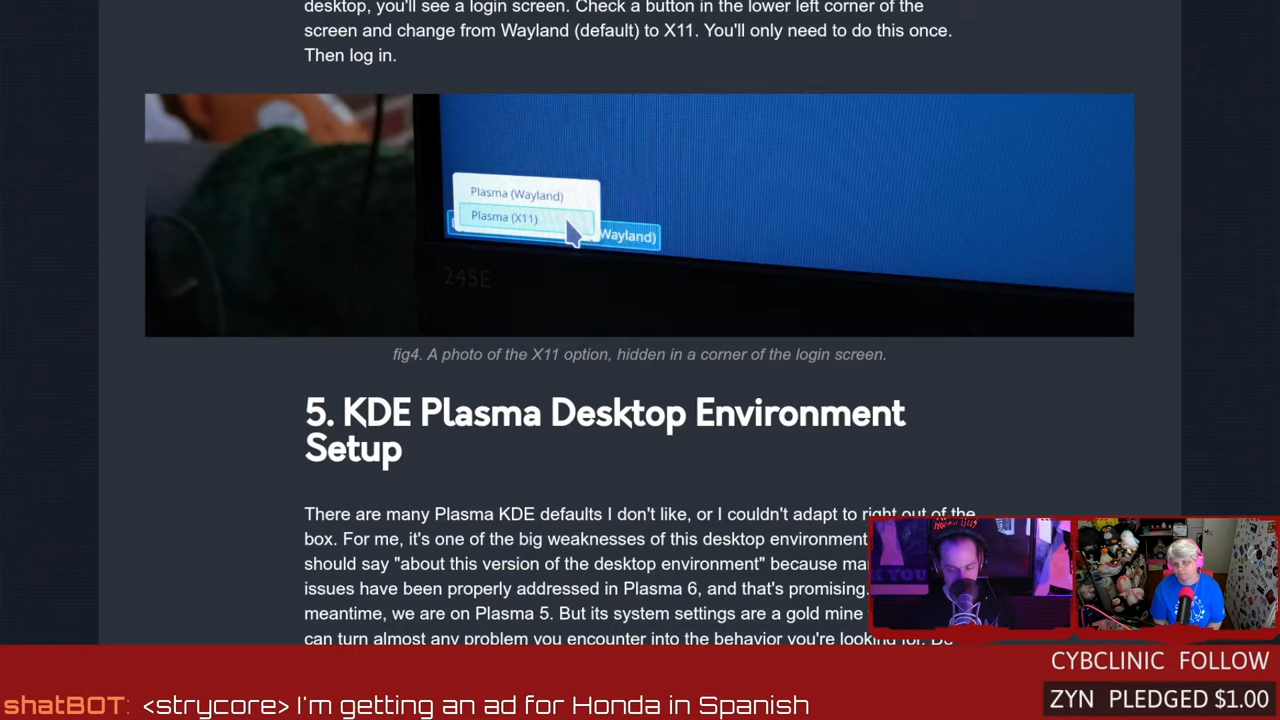 desktop, you'll see a login screen. Check a button in the lower left corner of the
screen and change from Wayland (default) to X11. You'll only need to do this once.
Then log in.
Plasma (Wayland)
Plasma (X11)
Wayland)
245E
fig4. A photo of the X11 option, hidden in a corner of the login screen.
5. KDE Plasma Desktop Environment
Setup
There are many Plasma KDE defaults I don't like, or I couldn't adapt to right out of the
box. For me, it's one of the big weaknesses of this desktop environment
should say "about this version of the desktop environment" because ma
issues have been properly addressed in Plasma 6, and that's promising.
meantime, we are on Plasma 5. But its system settings are a gold mine
can turn almost any problem you encounter into the behavior you're looking for.
CYBCLINIC FOLLOW
shatBOT: <strycore> I'm getting an ad for Honda in Spanish
ZYN PLEDGED $1.00